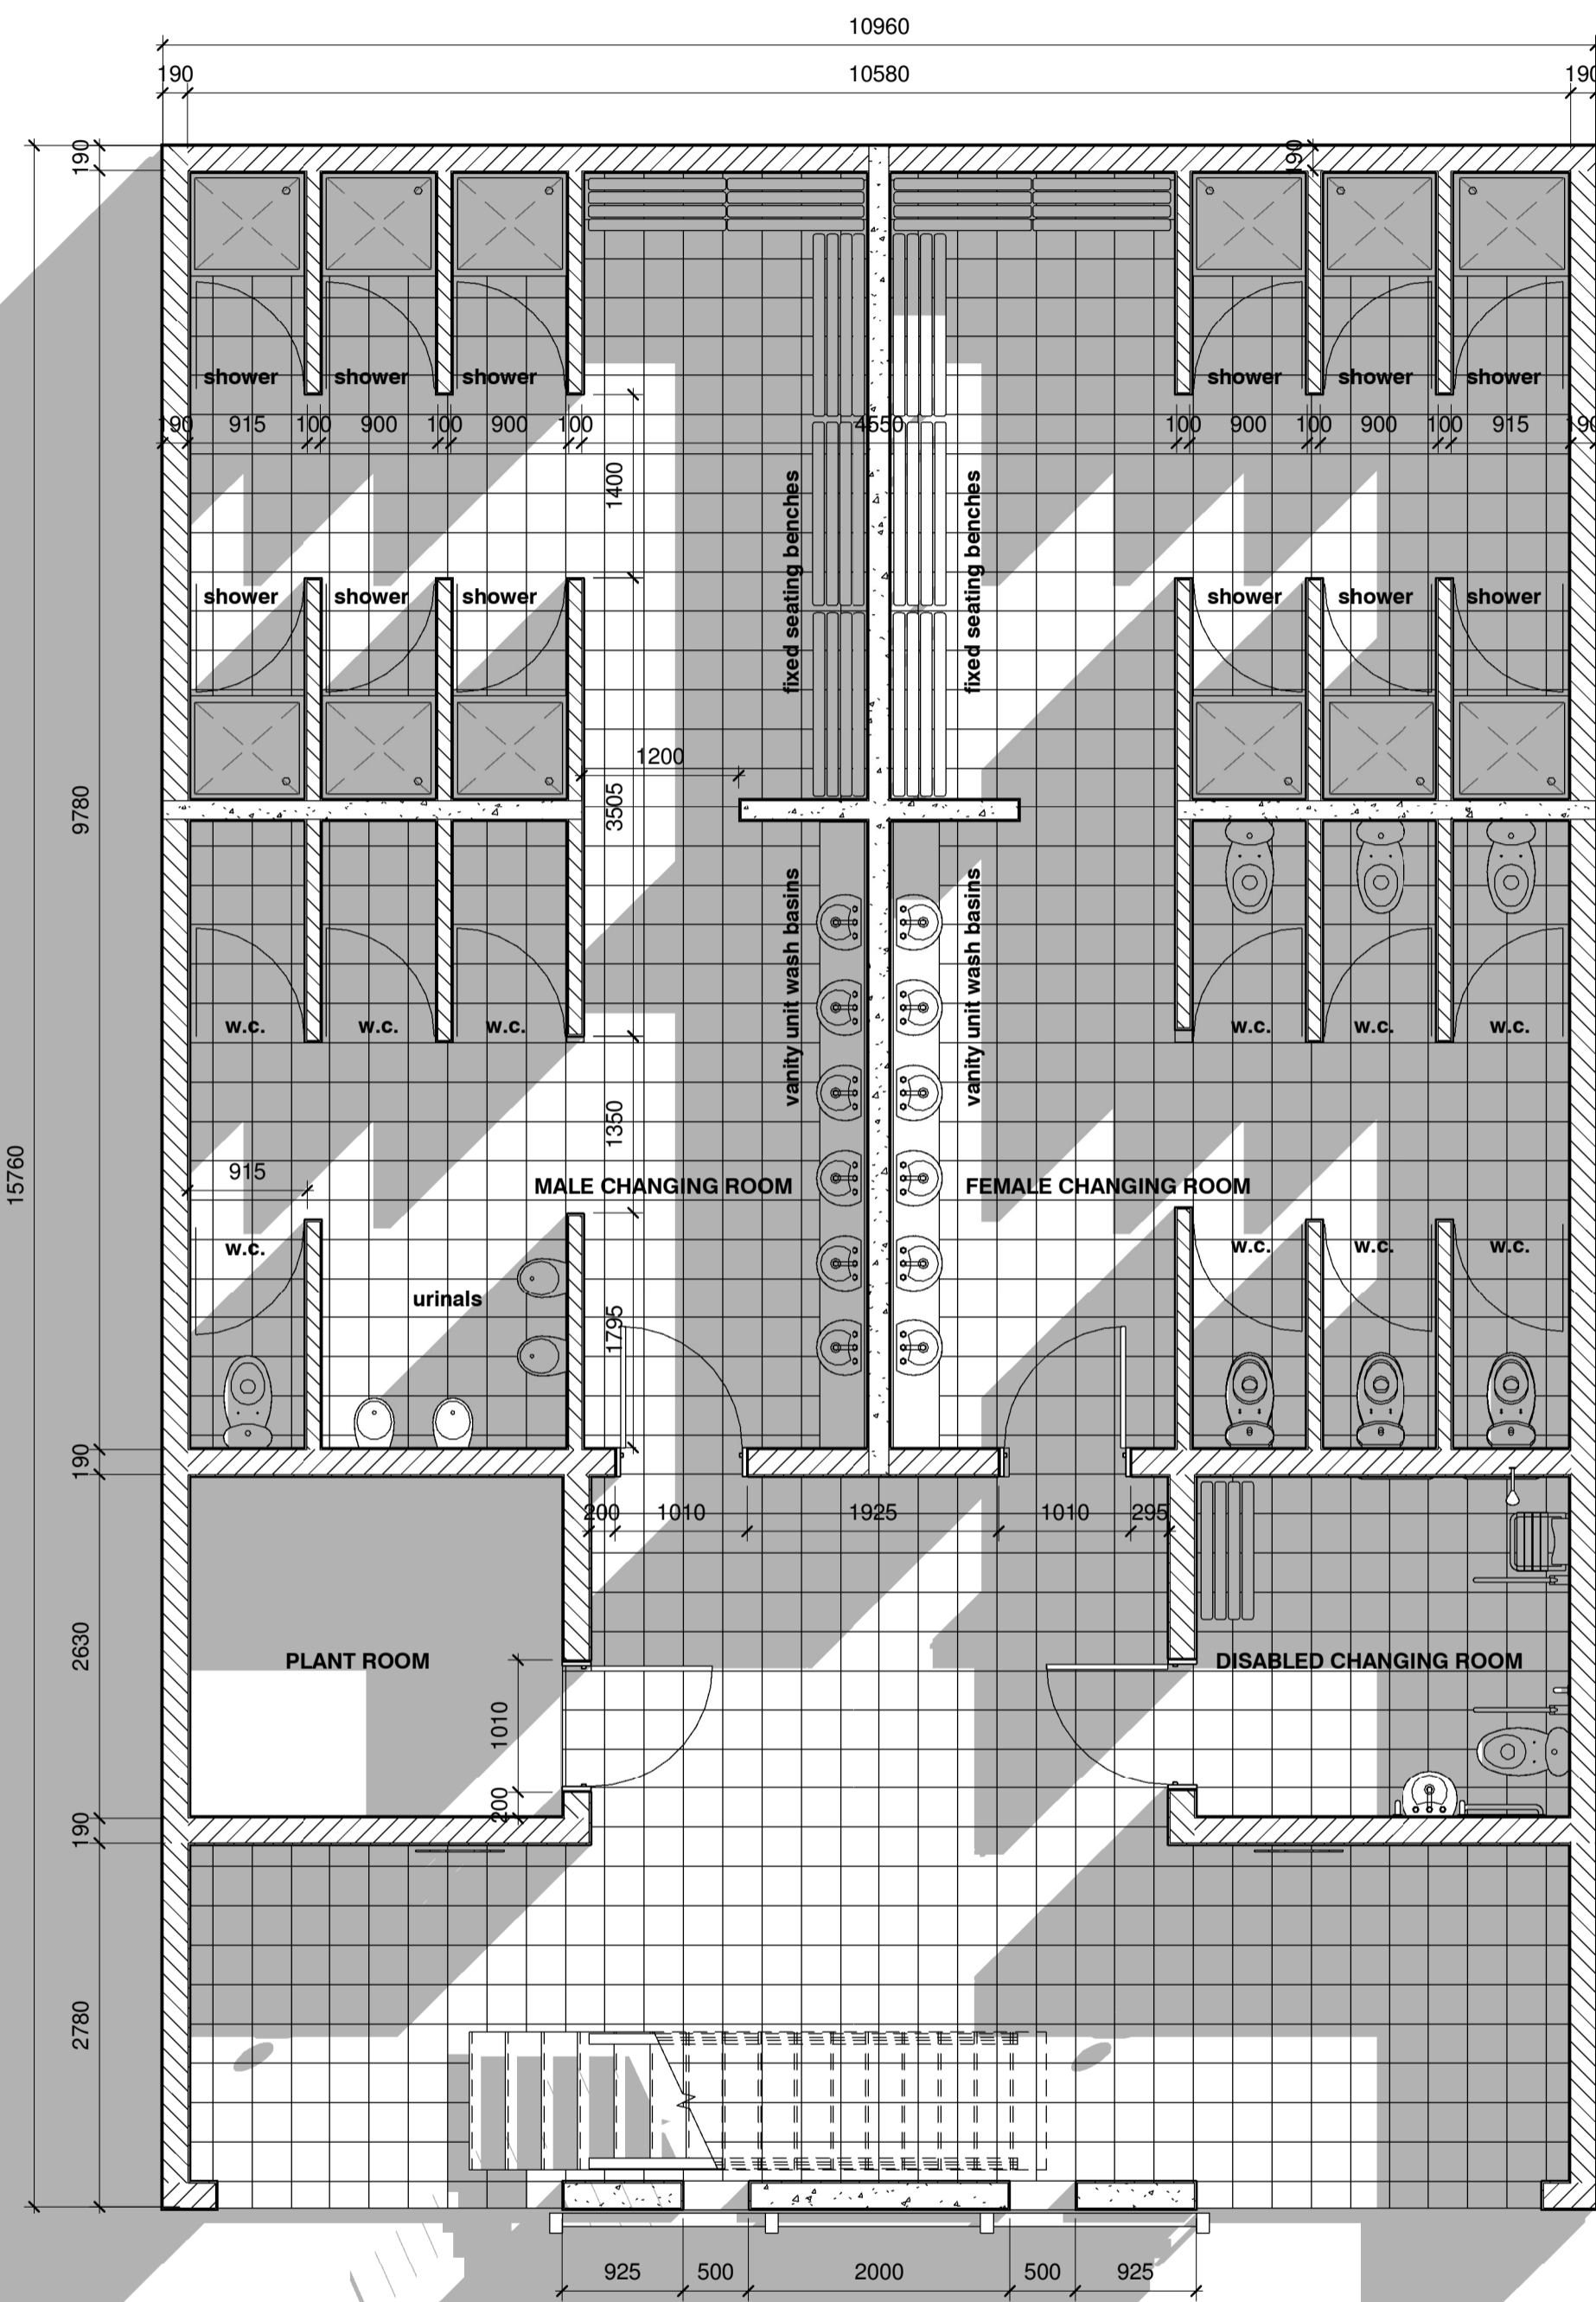 10960
190 10580 190
190
190
shower shower shower shower shower shower
190 915 100 900 100 900 100 4550 100 900 100 900 100 915 190
1400
fixed seating benches
fixed seating benches
shower shower shower shower shower shower
1200
3505
9780
vanity unit wash basins
vanity unit wash basins
w.c. w.c. w.c. w.c. w.c. w.c.
1350
15760
915
MALE CHANGING ROOM FEMALE CHANGING ROOM
w.c. w.c. w.c. w.c.
urinals
1795
190
200 1010 1925 1010 295
2630
PLANT ROOM DISABLED CHANGING ROOM
1010
200
190
2780
925 500 2000 500 925